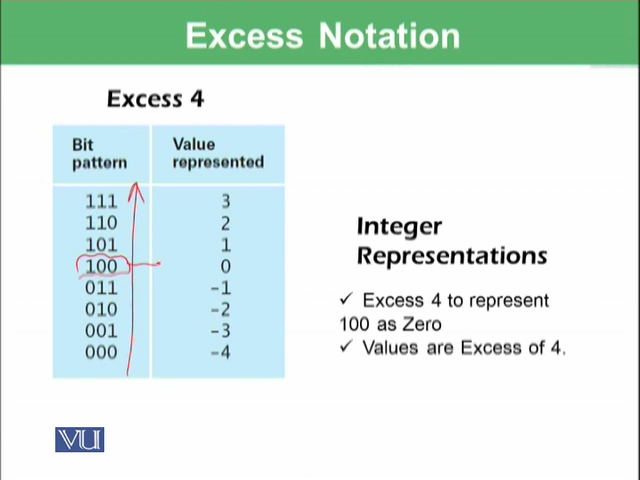 Excess Notation
Excess 4
Bit pattern
Value represented
111 3
110 2
101 1
100 0
011 -1
010 -2
001 -3
000 -4
Integer
Representations
✓ Excess 4 to represent
100 as Zero
✓ Values are Excess of 4.
VU